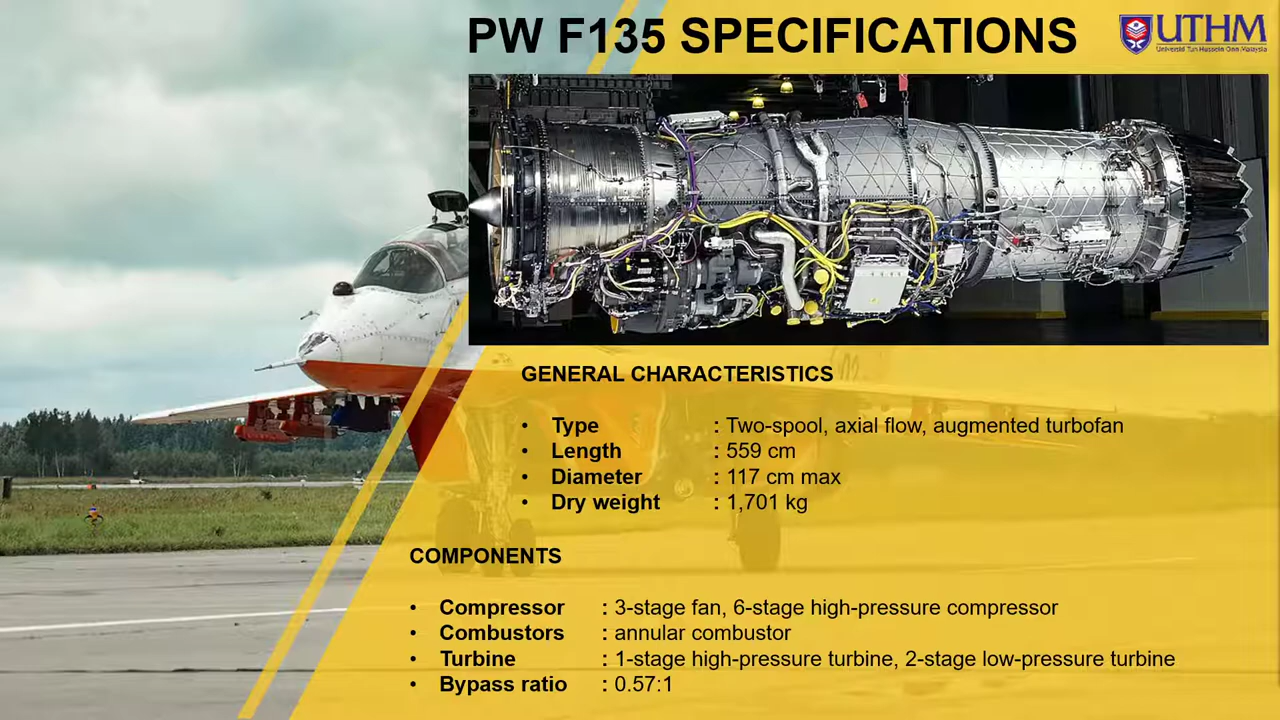 PW F135 SPECIFICATIONS
UTHM
Universiti Tun Hussein Onn Malaysia
GENERAL CHARACTERISTICS
• Type : Two-spool, axial flow, augmented turbofan
• Length : 559 cm
• Diameter : 117 cm max
• Dry weight : 1,701 kg
COMPONENTS
• Compressor : 3-stage fan, 6-stage high-pressure compressor
• Combustors : annular combustor
• Turbine : 1-stage high-pressure turbine, 2-stage low-pressure turbine
• Bypass ratio : 0.57:1